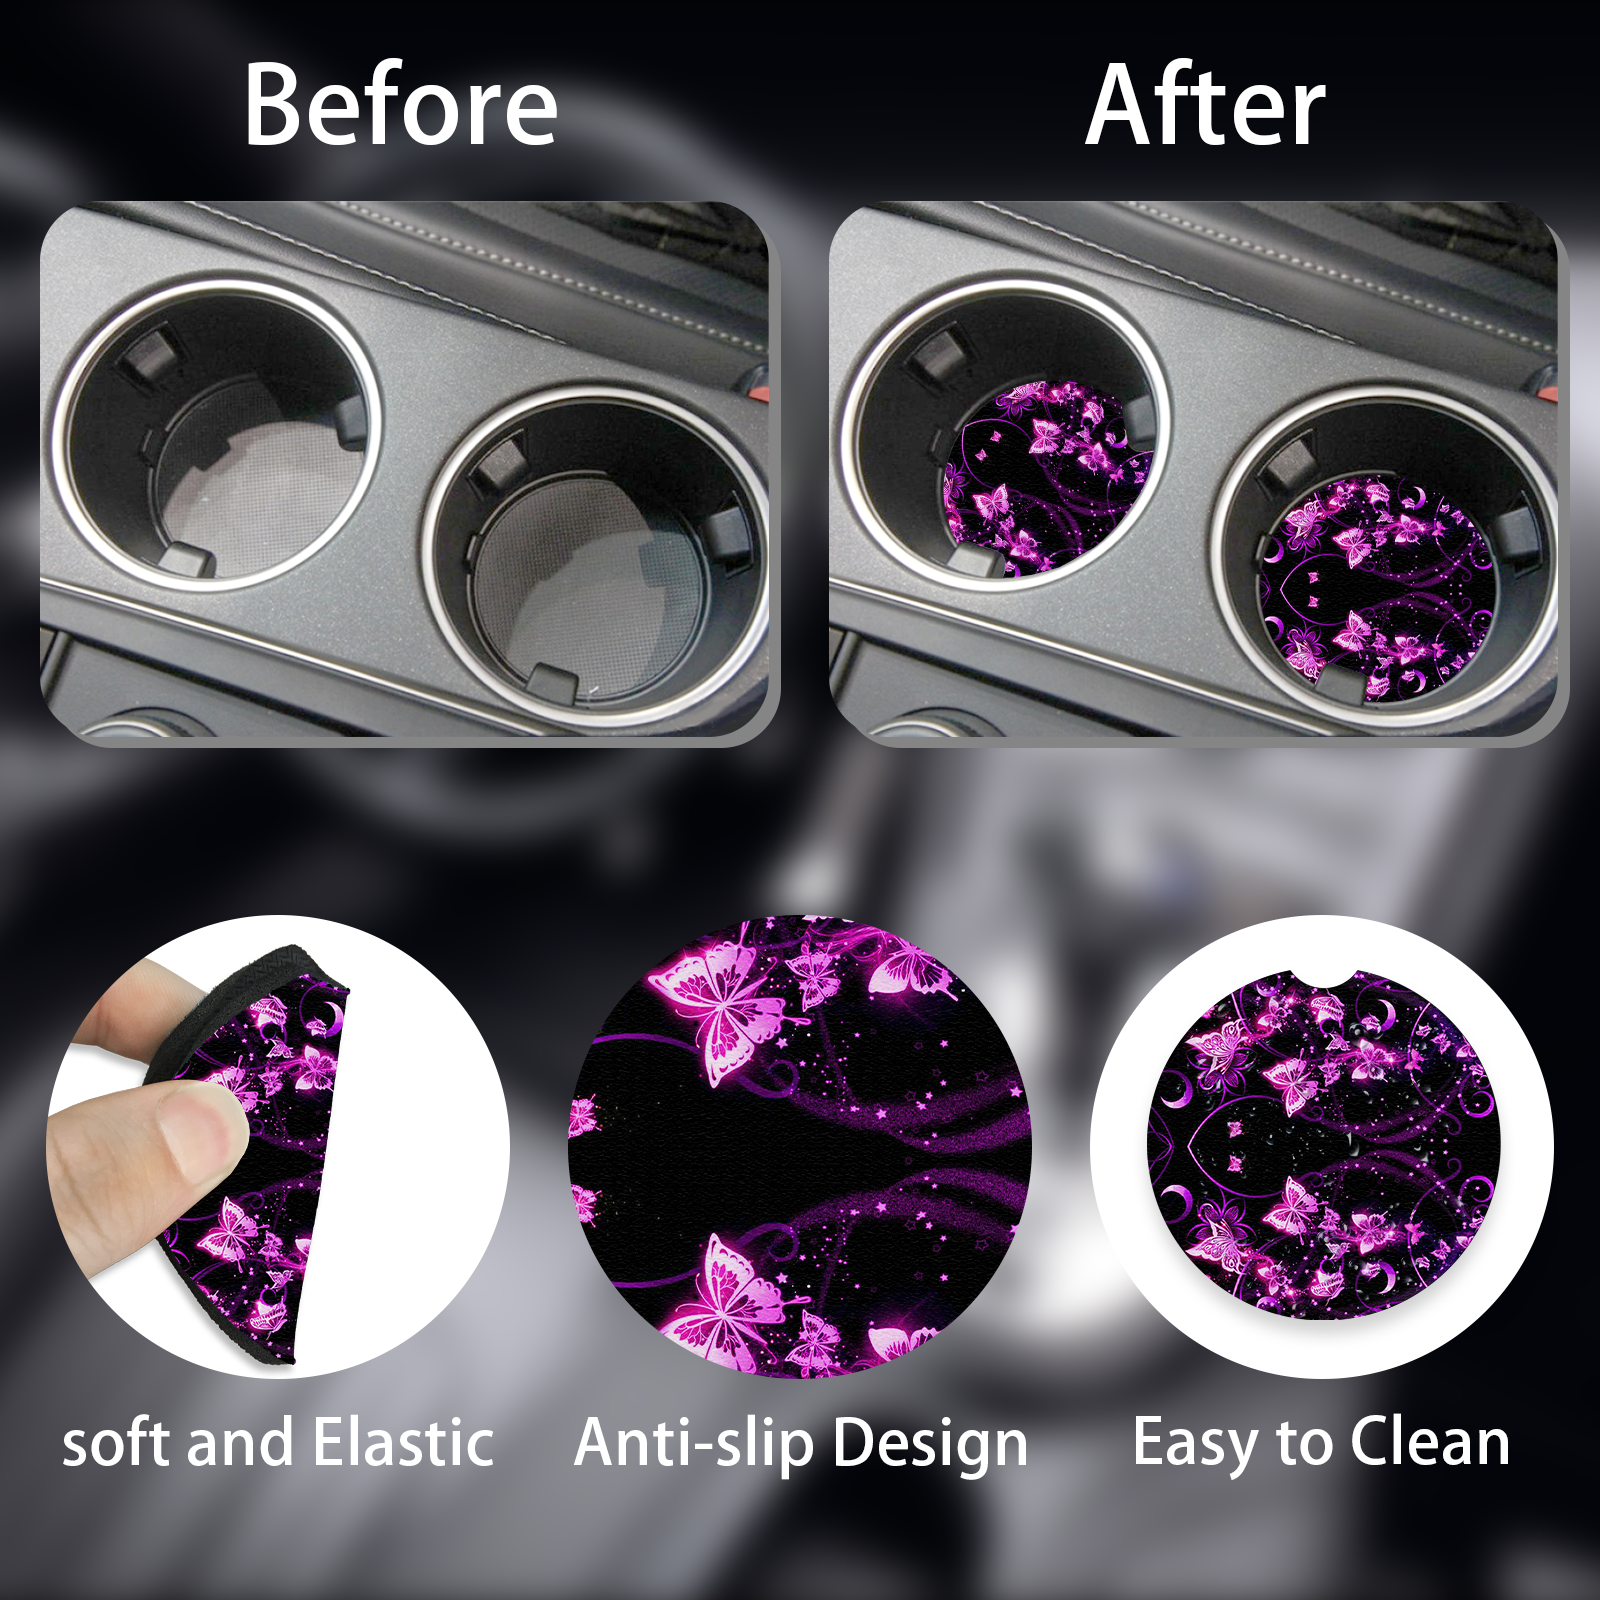 Before
After
soft and Elastic
Anti-slip Design
Easy to Clean